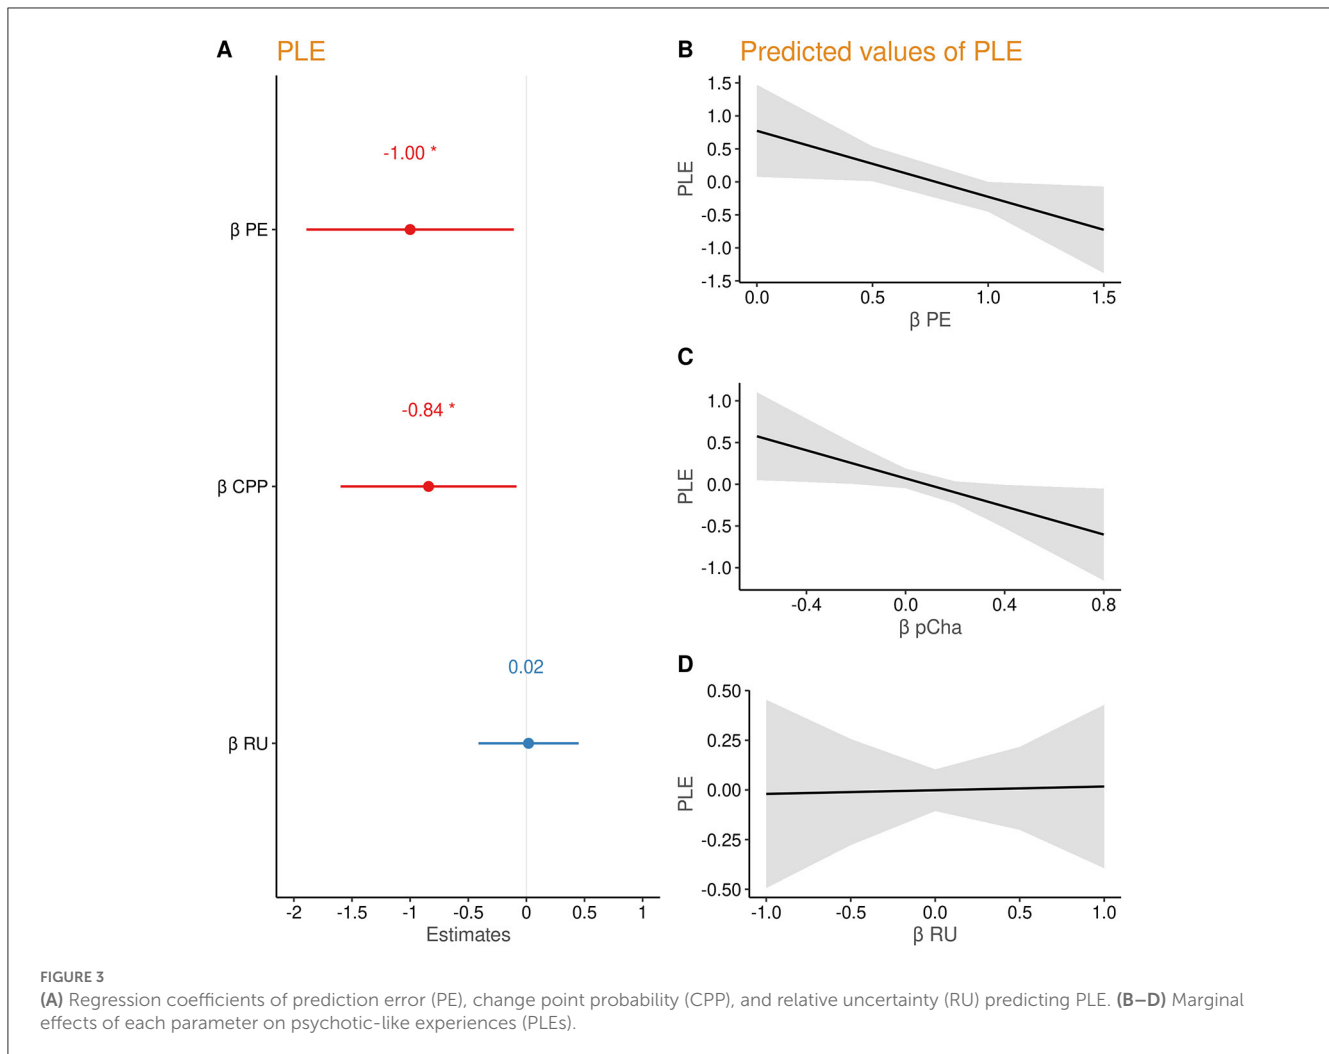 A PLE
-1.00 *
β PE
-0.84 *
β CPP
0.02
β RU
-2 -1.5 -1 -0.5 0 0.5 1
Estimates
B Predicted values of PLE
1.5
1.0
0.5
0.0
-0.5
-1.0
-1.5
PLE
0.0 0.5 1.0 1.5
β PE
C
1.0
0.5
0.0
-0.5
-1.0
PLE
-0.4 0.0 0.4 0.8
β pCha
D
0.50
0.25
0.00
-0.25
-0.50
PLE
-1.0 -0.5 0.0 0.5 1.0
β RU
FIGURE 3
(A) Regression coefficients of prediction error (PE), change point probability (CPP), and relative uncertainty (RU) predicting PLE. (B–D) Marginal
effects of each parameter on psychotic-like experiences (PLEs).